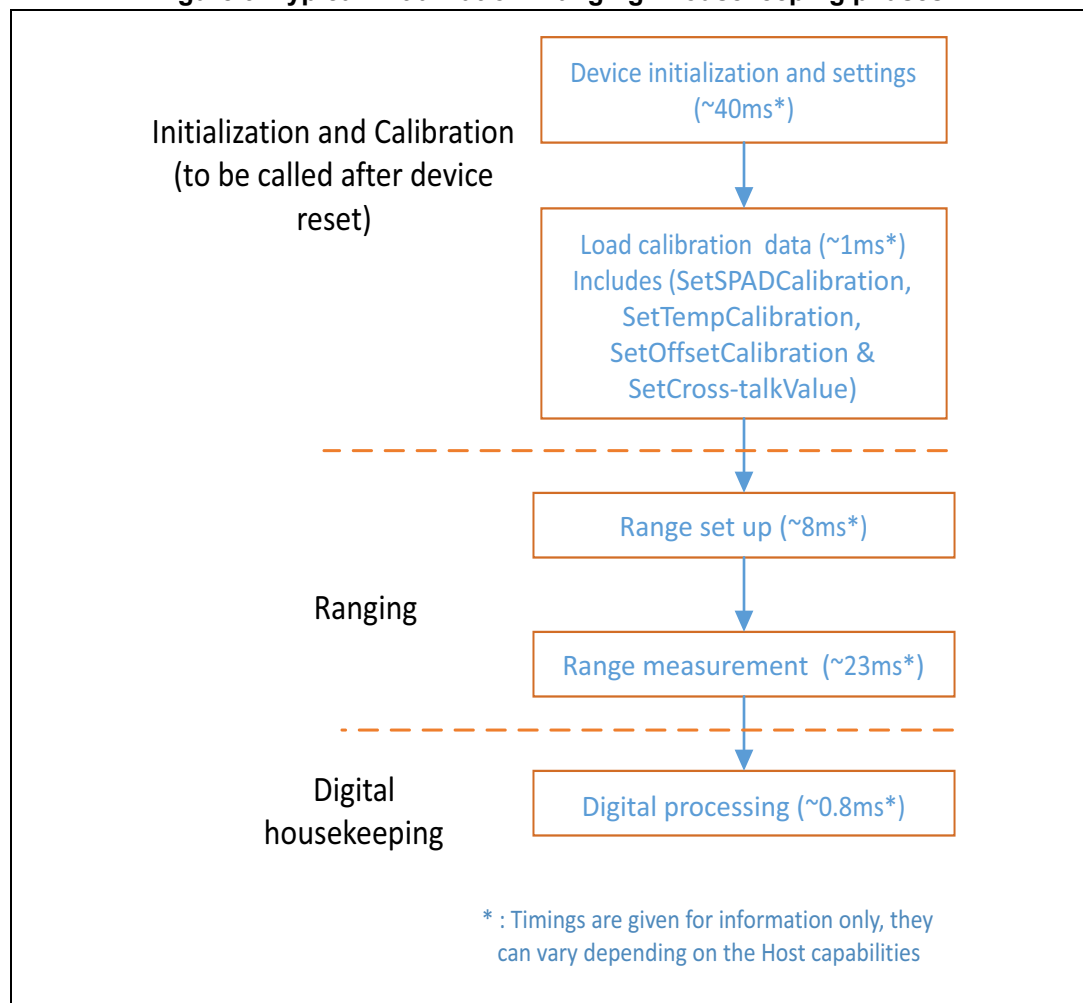 Device initialization and settings
(~40ms*)
Initialization and Calibration
(to be called after device
reset)
Load calibration data (~1ms*)
Includes (SetSPADCalibration,
SetTempCalibration,
SetOffsetCalibration &
SetCross-talkValue)
Range set up (~8ms*)
Ranging
Range measurement (~23ms*)
Digital
housekeeping
Digital processing (~0.8ms*)
* : Timings are given for information only, they
can vary depending on the Host capabilities